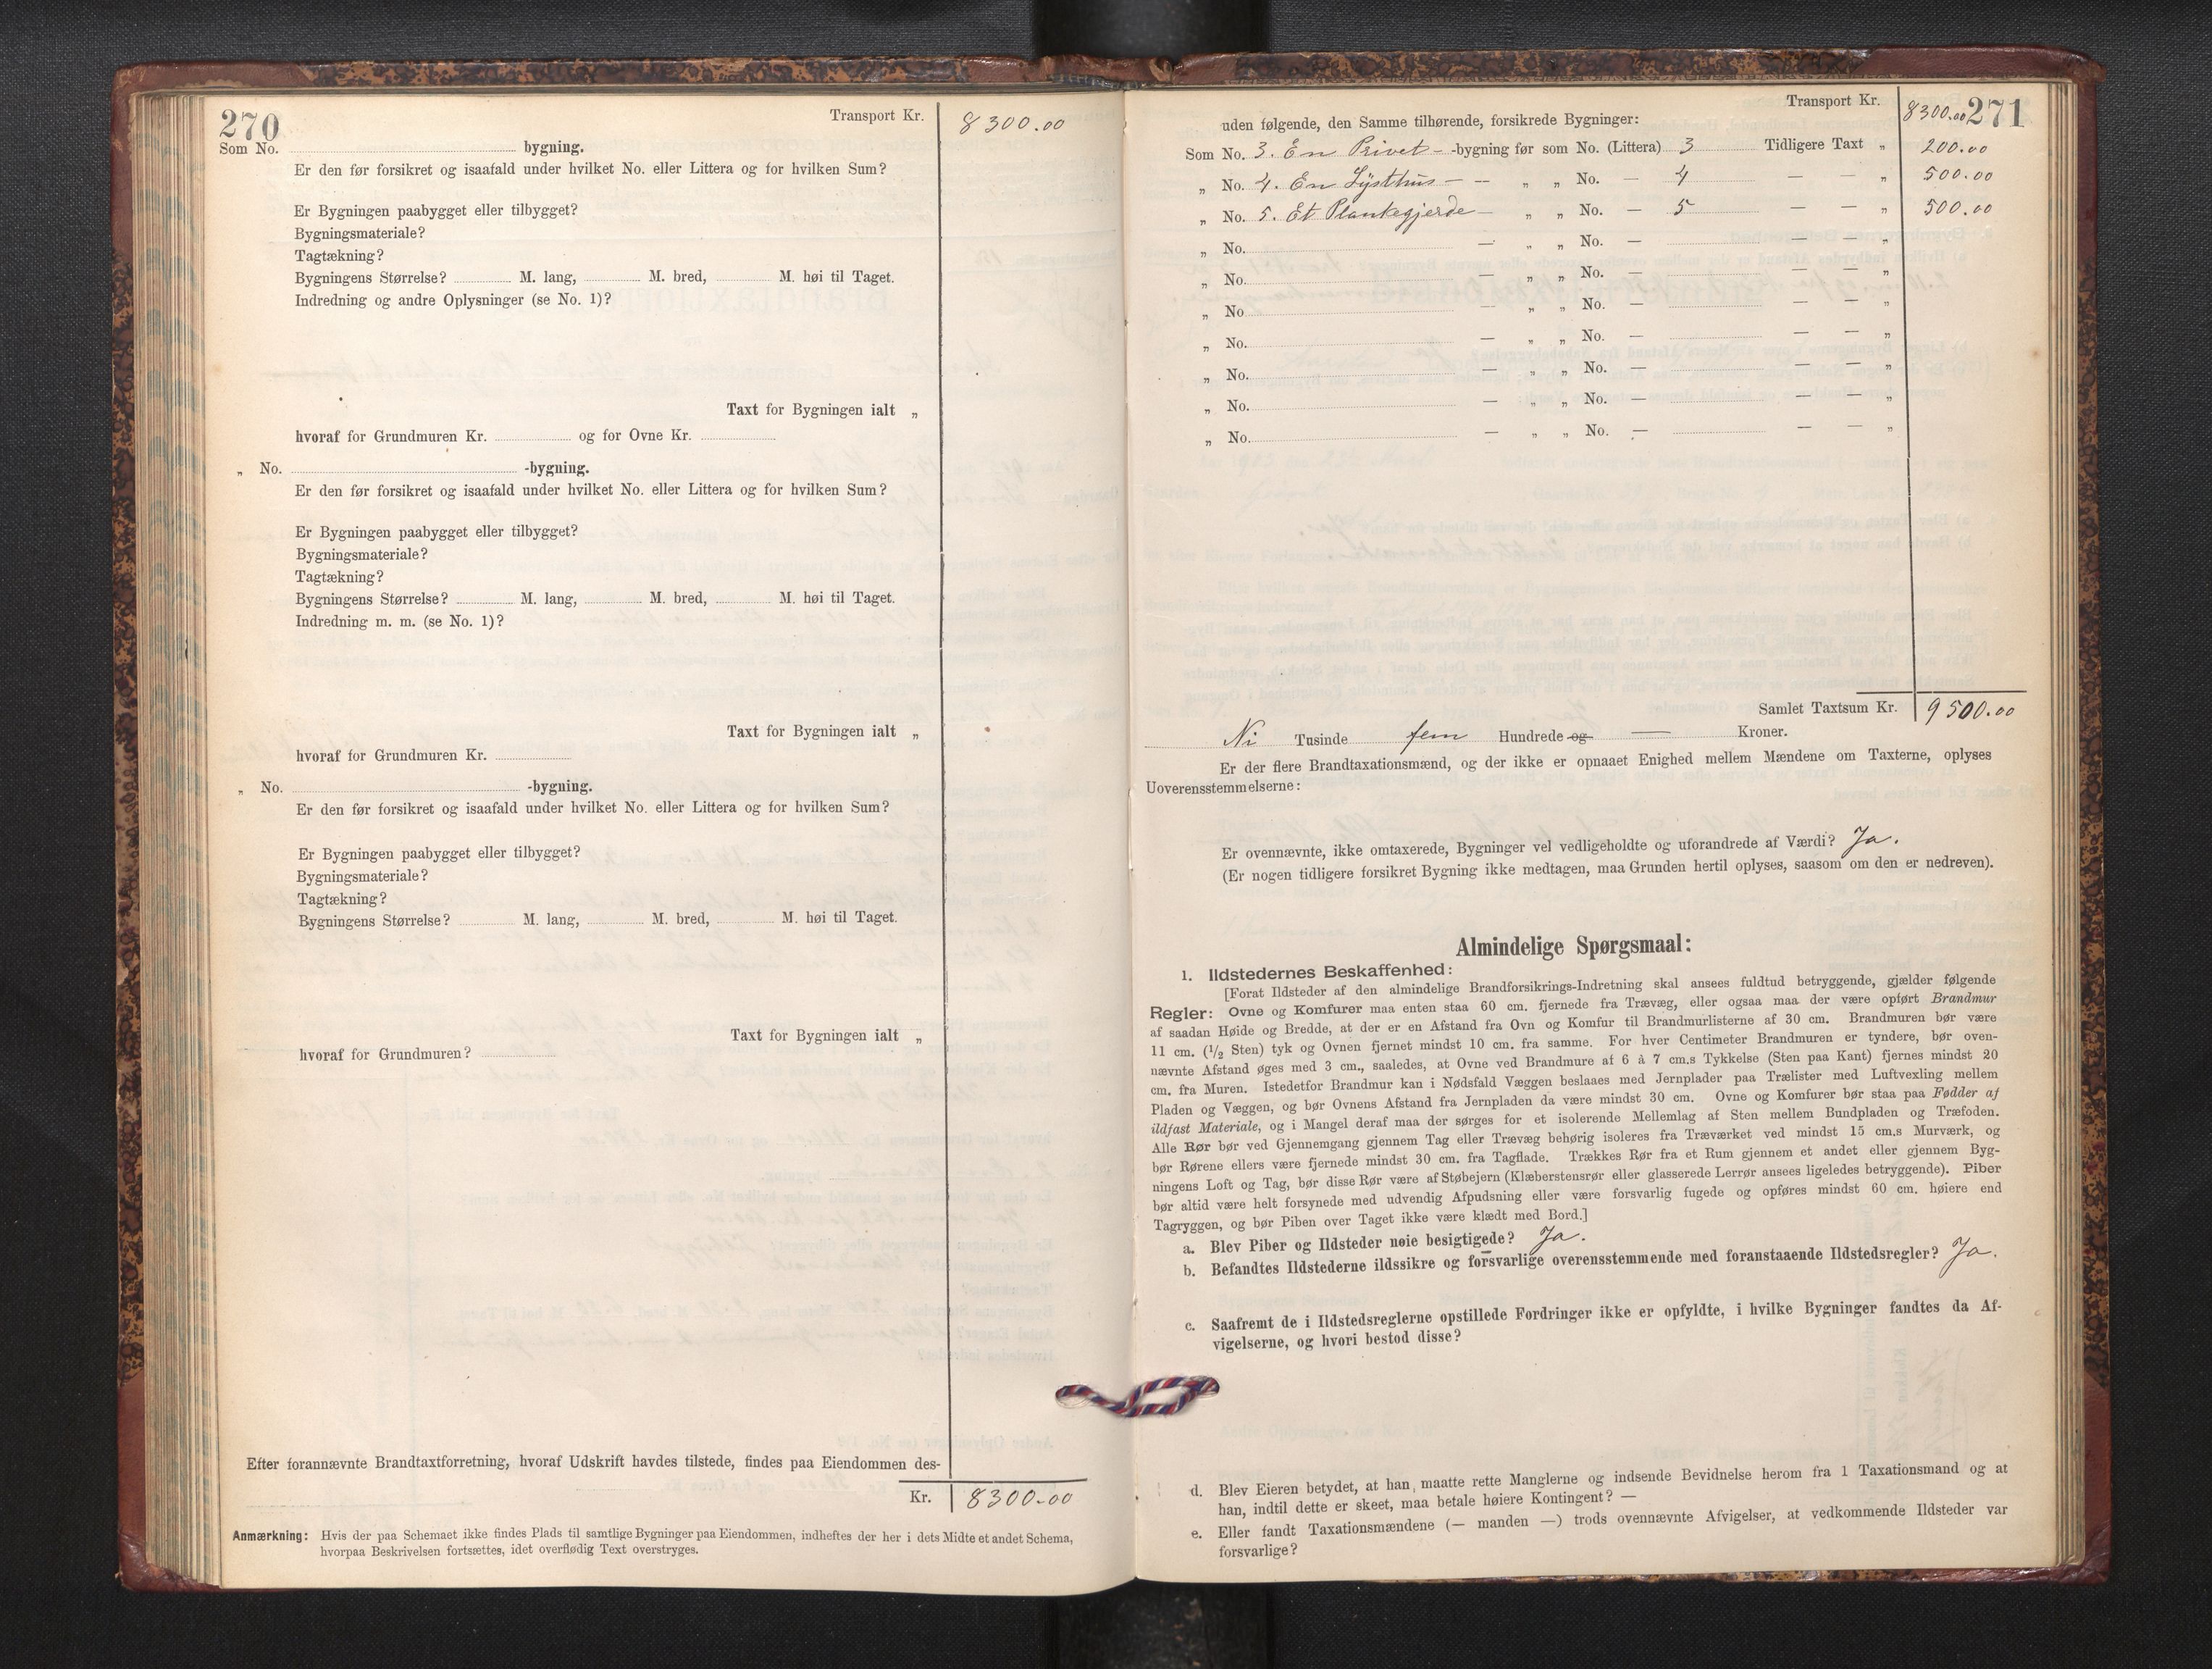 270
Transport Kr. 8300.00
Som No. bygning.
Er den før forsikret og isaafald under hvilket No. eller Littera og for hvilken Sum?
Er Bygningen paabygget eller tilbygget?
Bygningsmateriale?
Tagtækning?
Bygningens Størrelse? M. lang, M. bred, M. høi til Taget.
Indredning og andre Oplysninger (se No. 1)?
Taxt for Bygningen ialt „
hvoraf for Grundmuren Kr. og for Ovne Kr.
„ No. -bygning.
Er den før forsikret og isaafald under hvilket No. eller Littera og for hvilken Sum?
Er Bygningen paabygget eller tilbygget?
Bygningsmateriale?
Tagtækning?
Bygningens Størrelse? M. lang, M. bred, M. høi til Taget.
Indredning m. m. (se No. 1)?
Taxt for Bygningen ialt „
hvoraf for Grundmuren Kr.
„ No. -bygning.
Er den før forsikret og isaafald under hvilket No. eller Littera og for hvilken Sum?
Er Bygningen paabygget eller tilbygget?
Bygningsmateriale?
Tagtækning?
Bygningens Størrelse? M. lang, M. bred, M. høi til Taget.
Taxt for Bygningen ialt „
hvoraf for Grundmuren?
Efter forannævnte Brandtaxtforretning, hvoraf Udskrift havdes tilstede, findes paa Eiendommen des-
Kr. 8300.00
Anmærkning: Hvis der paa Schemaet ikke findes Plads til samtlige Bygninger paa Eiendommen, indheftes der her i dets Midte et andet Schema,
hvorpaa Beskrivelsen fortsættes, idet overflødig Text overstryges.
Transport Kr. 8300.00 271
uden følgende, den Samme tilhørende, forsikrede Bygninger:
Som No. 3. En Privet - -bygning før som No. (Littera) 3 Tidligere Taxt „ 200.00
„ No. 4. En Lysthus - — „ „ No. — 4 — — „ 500.00
„ No. 5. Et Plankegjerde — „ „ No. — 5 — — „ 500.00
„ No. — „ „ No. — — — „
„ No. — „ „ No. — — — „
„ No — „ „ No. — — — „
„ No. — „ „ No. — — — „
„ No. — „ „ No. — — — „
„ No. — „ „ No. — — — „
„ No. — „ „ No. — — — „
Samlet Taxtsum Kr. 9500.00
Ni Tusinde fem Hundrede og — Kroner.
Er der flere Brandtaxationsmænd, og der ikke er opnaaet Enighed mellem Mændene om Taxterne, oplyses
Uoverensstemmelserne:
Er ovennævnte, ikke omtaxerede, Bygninger vel vedligeholdte og uforandrede af Værdi? Ja.
(Er nogen tidligere forsikret Bygning ikke medtagen, maa Grunden hertil oplyses, saasom om den er nedreven).
Almindelige Spørgsmaal:
1. Ildstedernes Beskaffenhed:
[Forat Ildsteder af den almindelige Brandforsikrings-Indretning skal ansees fuldtud betryggende, gjælder følgende
Regler: Ovne og Komfurer maa enten staa 60 cm. fjernede fra Trævæg, eller ogsaa maa der være opført Brandmur
af saadan Høide og Bredde, at der er en Afstand fra Ovn og Komfur til Brandmurlisterne af 30 cm. Brandmuren bør være
11 cm. (1/2 Sten) tyk og Ovnen fjernet mindst 10 cm. fra samme. For hver Centimeter Brandmuren er tyndere, bør oven-
nævnte Afstand øges med 3 cm., saaledes, at Ovne ved Brandmure af 6 à 7 cm.s Tykkelse (Sten paa Kant) fjernes mindst 20
cm. fra Muren. Istedetfor Brandmur kan i Nødsfald Væggen beslaaes med Jernplader paa Trælister med Luftvexling mellem
Pladen og Væggen, og bør Ovnens Afstand fra Jernpladen da være mindst 30 cm. Ovne og Komfurer bør staa paa Fødder af
ildfast Materiale, og i Mangel deraf maa der sørges for et isolerende Mellemlag af Sten mellem Bundpladen og Træfoden.
Alle Rør bør ved Gjennemgang gjennem Tag eller Trævæg behørig isoleres fra Træværket ved mindst 15 cm.s Murværk, og
bør Rørene ellers være fjernede mindst 30 cm. fra Tagflade. Trækkes Rør fra et Rum gjennem et andet eller gjennem Byg-
ningens Loft og Tag, bør disse Rør være af Støbejern (Klæberstensrør eller glasserede Lerrør ansees ligeledes betryggende). Piber
bør altid være helt forsynede med udvendig Afpudsning eller være forsvarlig fugede og opføres mindst 60 cm. høiere end
Tagryggen, og bør Piben over Taget ikke være klædt med Bord.]
a. Blev Piber og Ildsteder nøie besigtigede? Ja.
b. Befandtes Ildstederne ildssikre og forsvarlige overensstemmende med foranstaaende Ildstedsregler? Ja.
c. Saafremt de i Ildstedsreglerne opstillede Fordringer ikke er opfyldte, i hvilke Bygninger fandtes da Af-
vigelserne, og hvori bestod disse?
d. Blev Eieren betydet, at han maatte rette Manglerne og indsende Bevidnelse herom fra 1 Taxationsmand og at
han, indtil dette er skeet, maa betale høiere Kontingent? —
e. Eller fandt Taxationsmændene (— manden —) trods ovennævnte Afvigelser, at vedkommende Ildsteder var
forsvarlige?